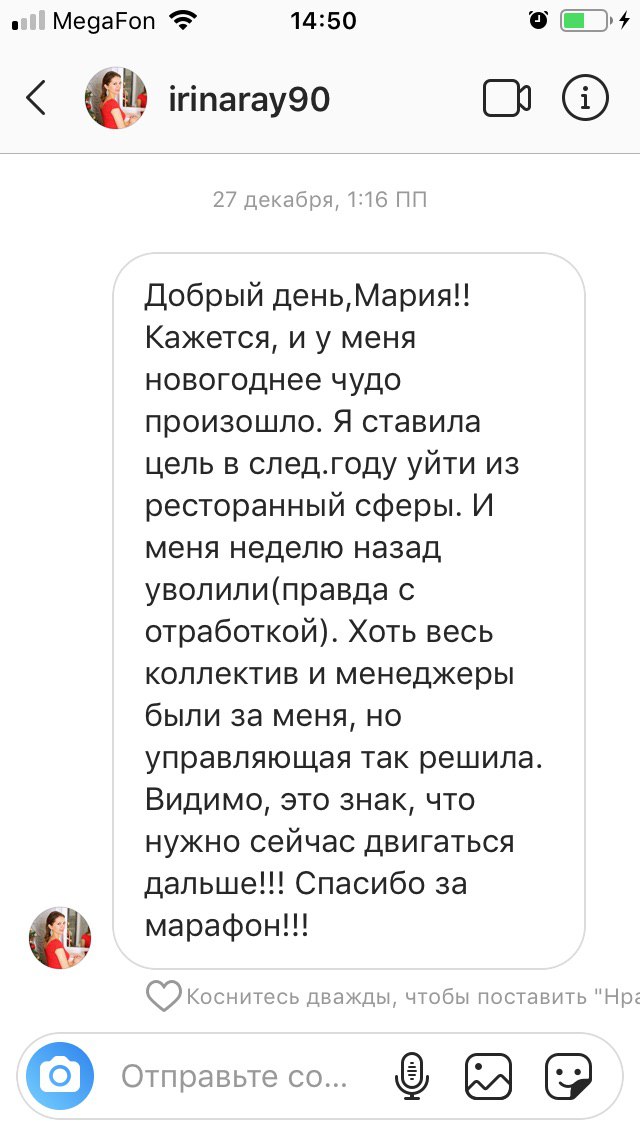 MegaFon 14:50
irinaray90
27 декабря, 1:16 ПП
Добрый день,Мария!!
Кажется, и у меня
новогоднее чудо
произошло. Я ставила
цель в след.году уйти из
ресторанный сферы. И
меня неделю назад
уволили(правда с
отработкой). Хоть весь
коллектив и менеджеры
были за меня, но
управляющая так решила.
Видимо, это знак, что
нужно сейчас двигаться
дальше!!! Спасибо за
марафон!!!
Коснитесь дважды, чтобы поставить "Нра
Отправьте со...